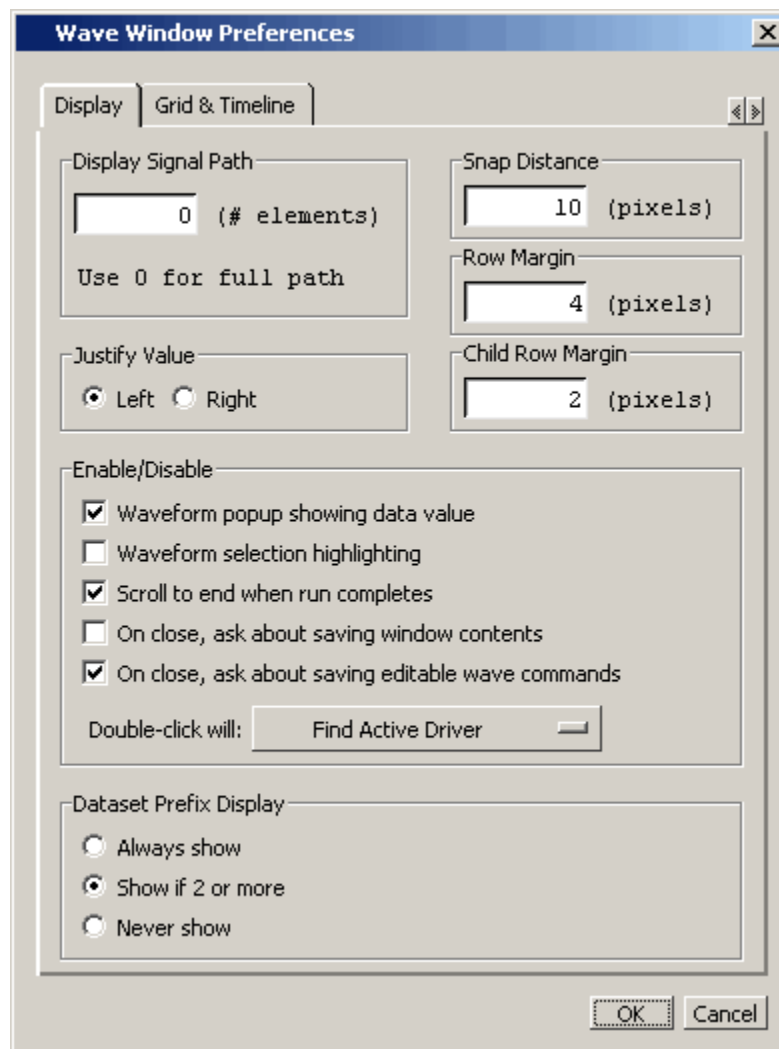 Wave Window Preferences
Display
Grid & Timeline
Display Signal Path
0 (# elements)
Use 0 for full path
Snap Distance
10 (pixels)
Row Margin
4 (pixels)
Justify Value
Left Right
Child Row Margin
2 (pixels)
Enable/Disable
Waveform popup showing data value
Waveform selection highlighting
Scroll to end when run completes
On close, ask about saving window contents
On close, ask about saving editable wave commands
Double-click will: Find Active Driver
Dataset Prefix Display
Always show
Show if 2 or more
Never show
OK Cancel